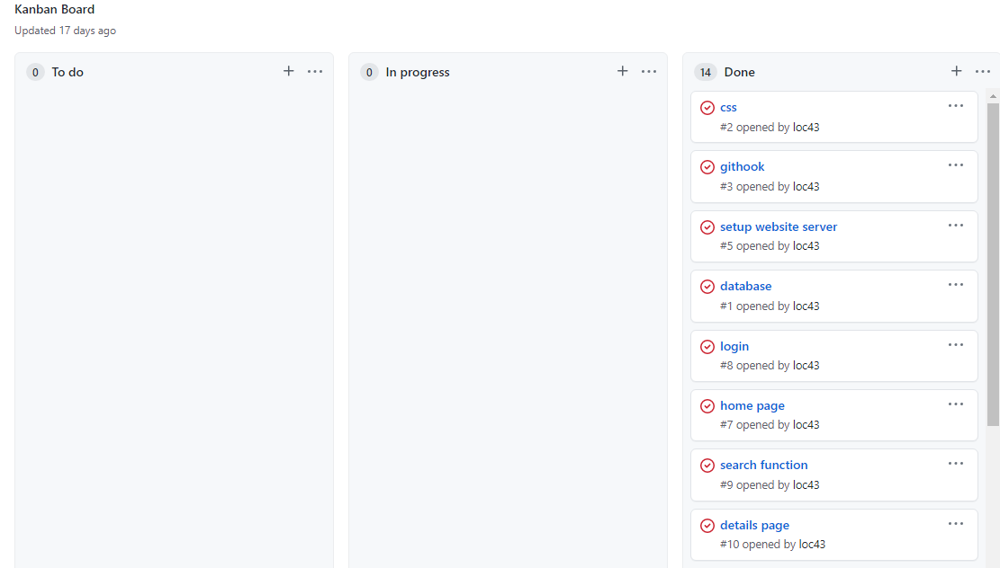 Kanban Board
Updated 17 days ago
0 To do
0 In progress
14 Done
css
#2 opened by loc43
githook
#3 opened by loc43
setup website server
#5 opened by loc43
database
#1 opened by loc43
login
#8 opened by loc43
home page
#7 opened by loc43
search function
#9 opened by loc43
details page
#10 opened by loc43